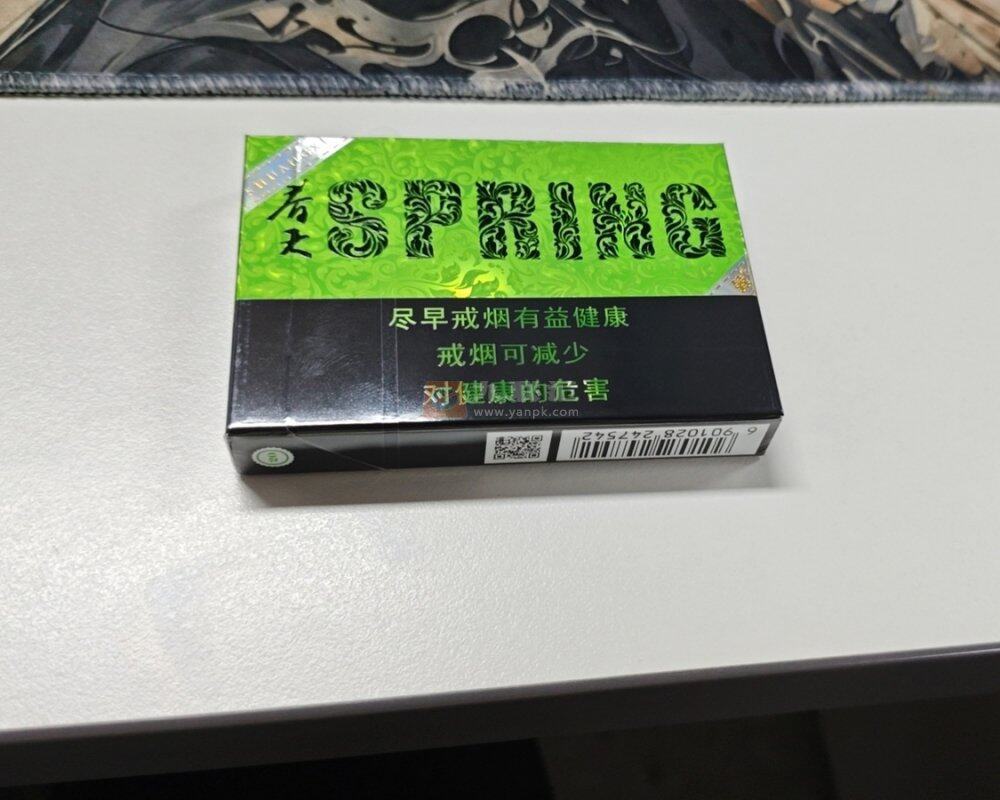 春天
SPRING
尽早戒烟有益健康
戒烟可减少
对健康的危害
www.yanpk.com
6 901028 247542